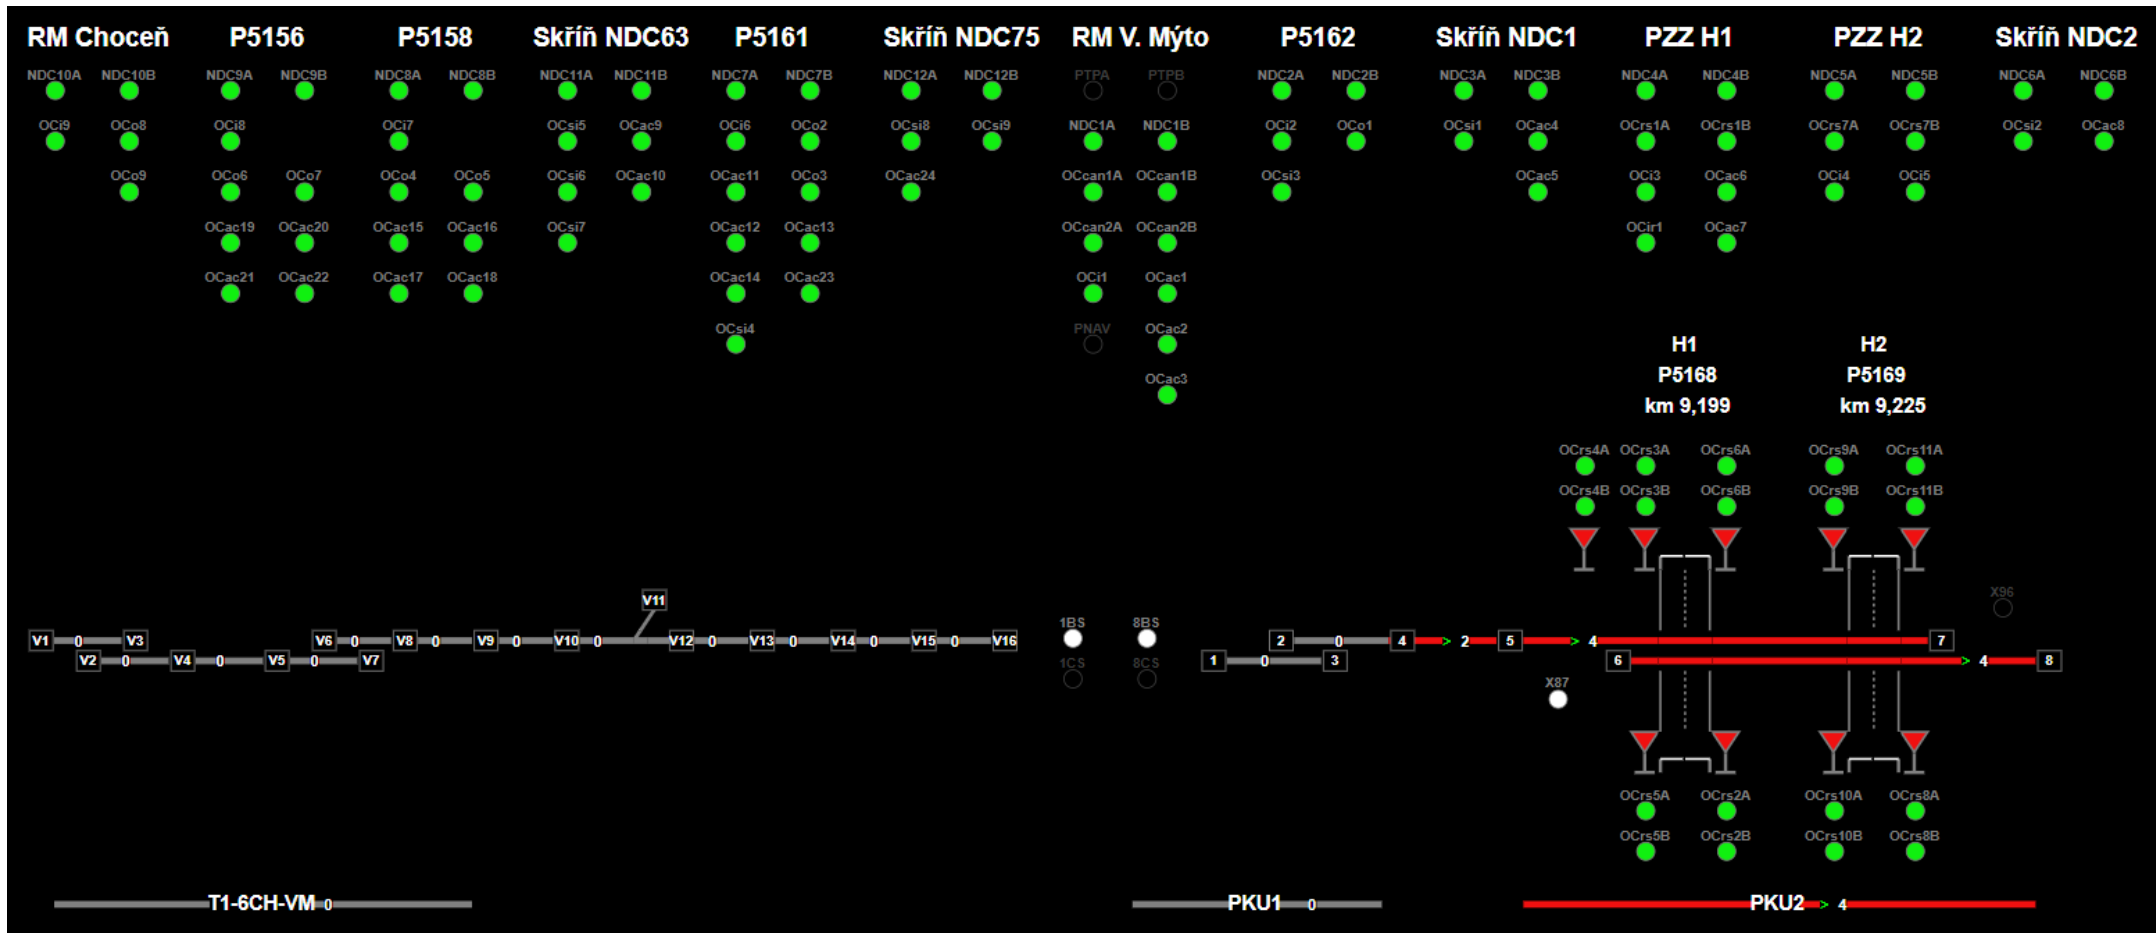 RM Choceň P5156 P5158 Skříň NDC63 P5161 Skříň NDC75 RM V. Mýto P5162 Skříň NDC1 PZZ H1 PZZ H2 Skříň NDC2
NDC10A NDC10B NDC9A NDC9B NDC8A NDC8B NDC11A NDC11B NDC7A NDC7B NDC12A NDC12B PTPA PTPB NDC2A NDC2B NDC3A NDC3B NDC4A NDC4B NDC5A NDC5B NDC6A NDC6B
OCi9 OCo8 OCi8 OCi7 OCsi5 OCac9 OCi6 OCo2 OCsi8 OCsi9 NDC1A NDC1B OCi2 OCo1 OCsi1 OCac4 OCrs1A OCrs1B OCrs7A OCrs7B OCsi2 OCac8
OCo9 OCo6 OCo7 OCo4 OCo5 OCsi6 OCac10 OCac11 OCo3 OCac24 OCcan1A OCcan1B OCsi3 OCac5 OCi3 OCac6 OCi4 OCi5
OCac19 OCac20 OCac15 OCac16 OCsi7 OCac12 OCac13 OCcan2A OCcan2B OCir1 OCac7
OCac21 OCac22 OCac17 OCac18 OCac14 OCac23 OCi1 OCac1
OCsi4 PNAV OCac2
H1 H2
P5168 P5169
OCac3
km 9,199 km 9,225
OCrs4A OCrs3A OCrs6A OCrs9A OCrs11A
OCrs4B OCrs3B OCrs6B OCrs9B OCrs11B
V11 X96
1BS 8BS
V1 0 V3 V6 0 V8 0 V9 0 V10 0 V12 0 V13 0 V14 0 V15 0 V16 2 0 4 > 2 5 > 4 7
V2 0 V4 0 V5 0 V7 1 0 3 6 > 4 8
1CS 8CS
X87
OCrs5A OCrs2A OCrs10A OCrs8A
OCrs5B OCrs2B OCrs10B OCrs8B
T1-6CH-VM 0 PKU1 0 PKU2 > 4